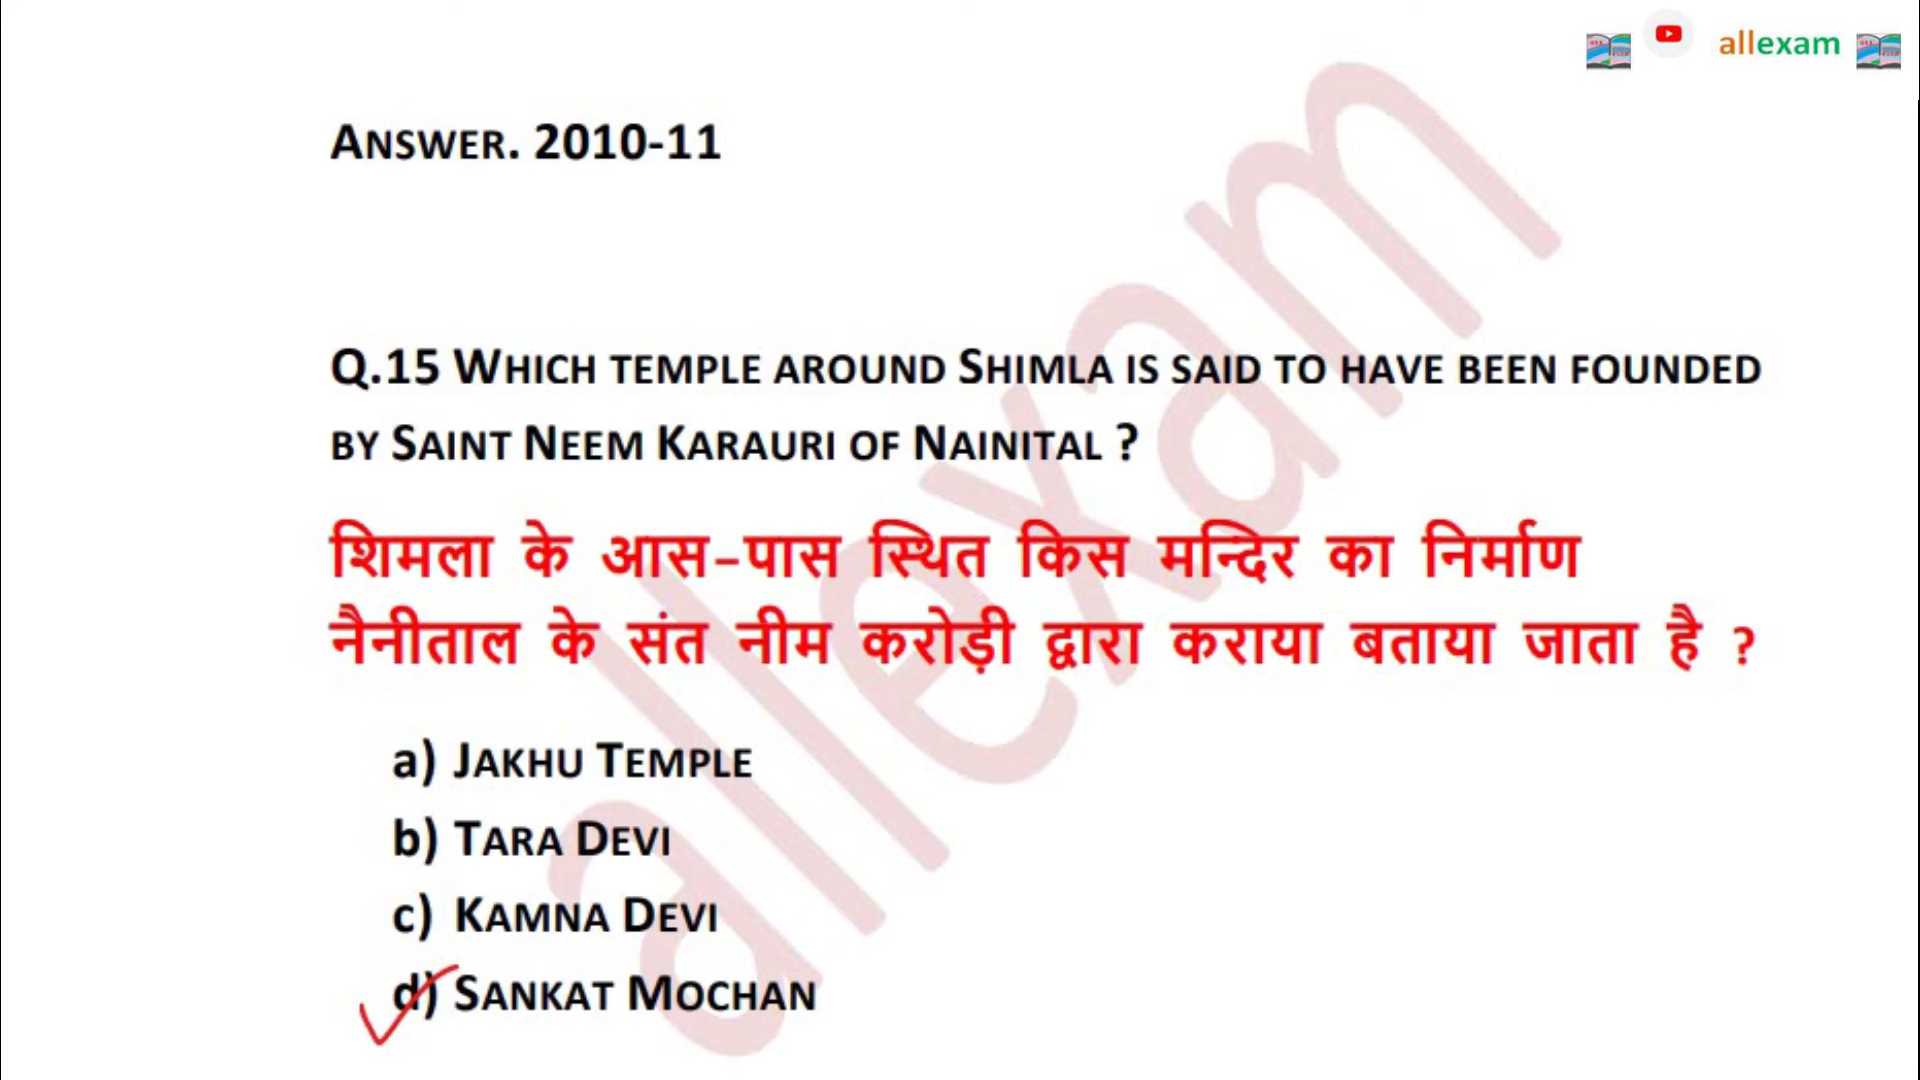 allexam
ANSWER. 2010-11
Q.15 WHICH TEMPLE AROUND SHIMLA IS SAID TO HAVE BEEN FOUNDED
BY SAINT NEEM KARAURI OF NAINITAL ?
शिमला के आस-पास स्थित किस मन्दिर का निर्माण
नैनीताल के संत नीम करोड़ी द्वारा कराया बताया जाता है ?
a) JAKHU TEMPLE
b) TARA DEVI
c) KAMNA DEVI
d) SANKAT MOCHAN
allexam